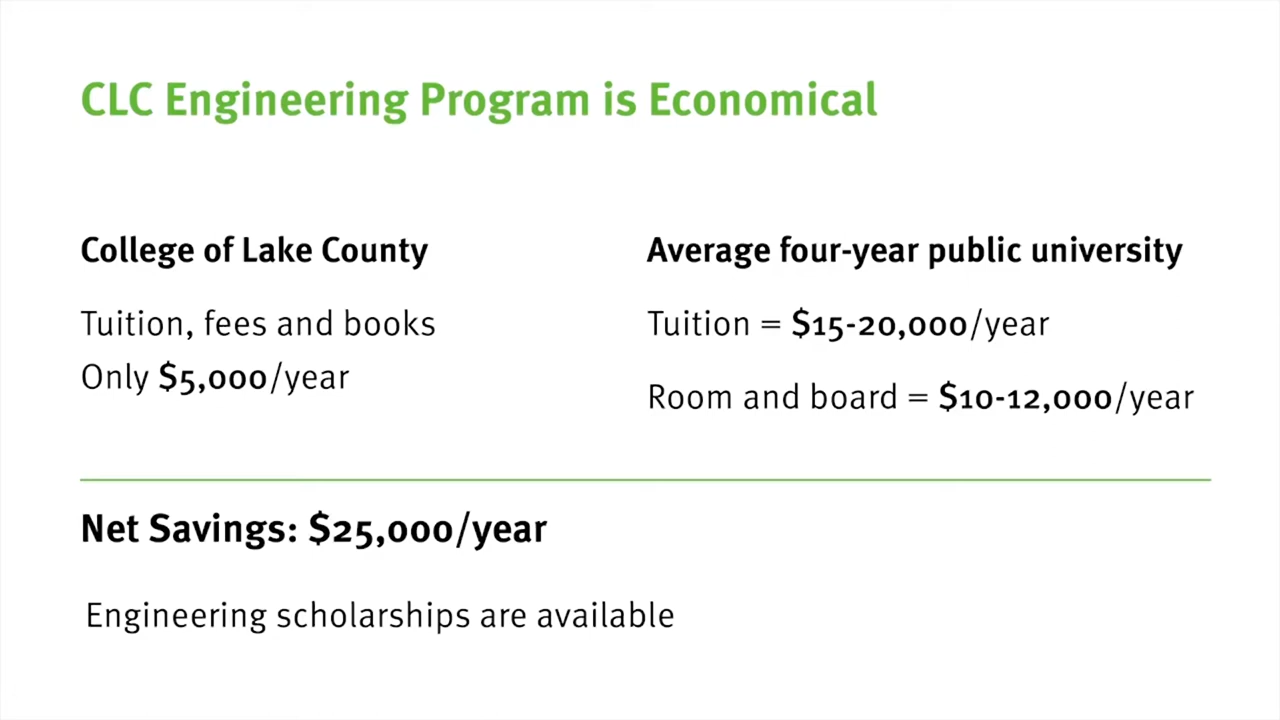 CLC Engineering Program is Economical
College of Lake County
Tuition, fees and books
Only $5,000/year
Average four-year public university
Tuition = $15-20,000/year
Room and board = $10-12,000/year
Net Savings: $25,000/year
Engineering scholarships are available